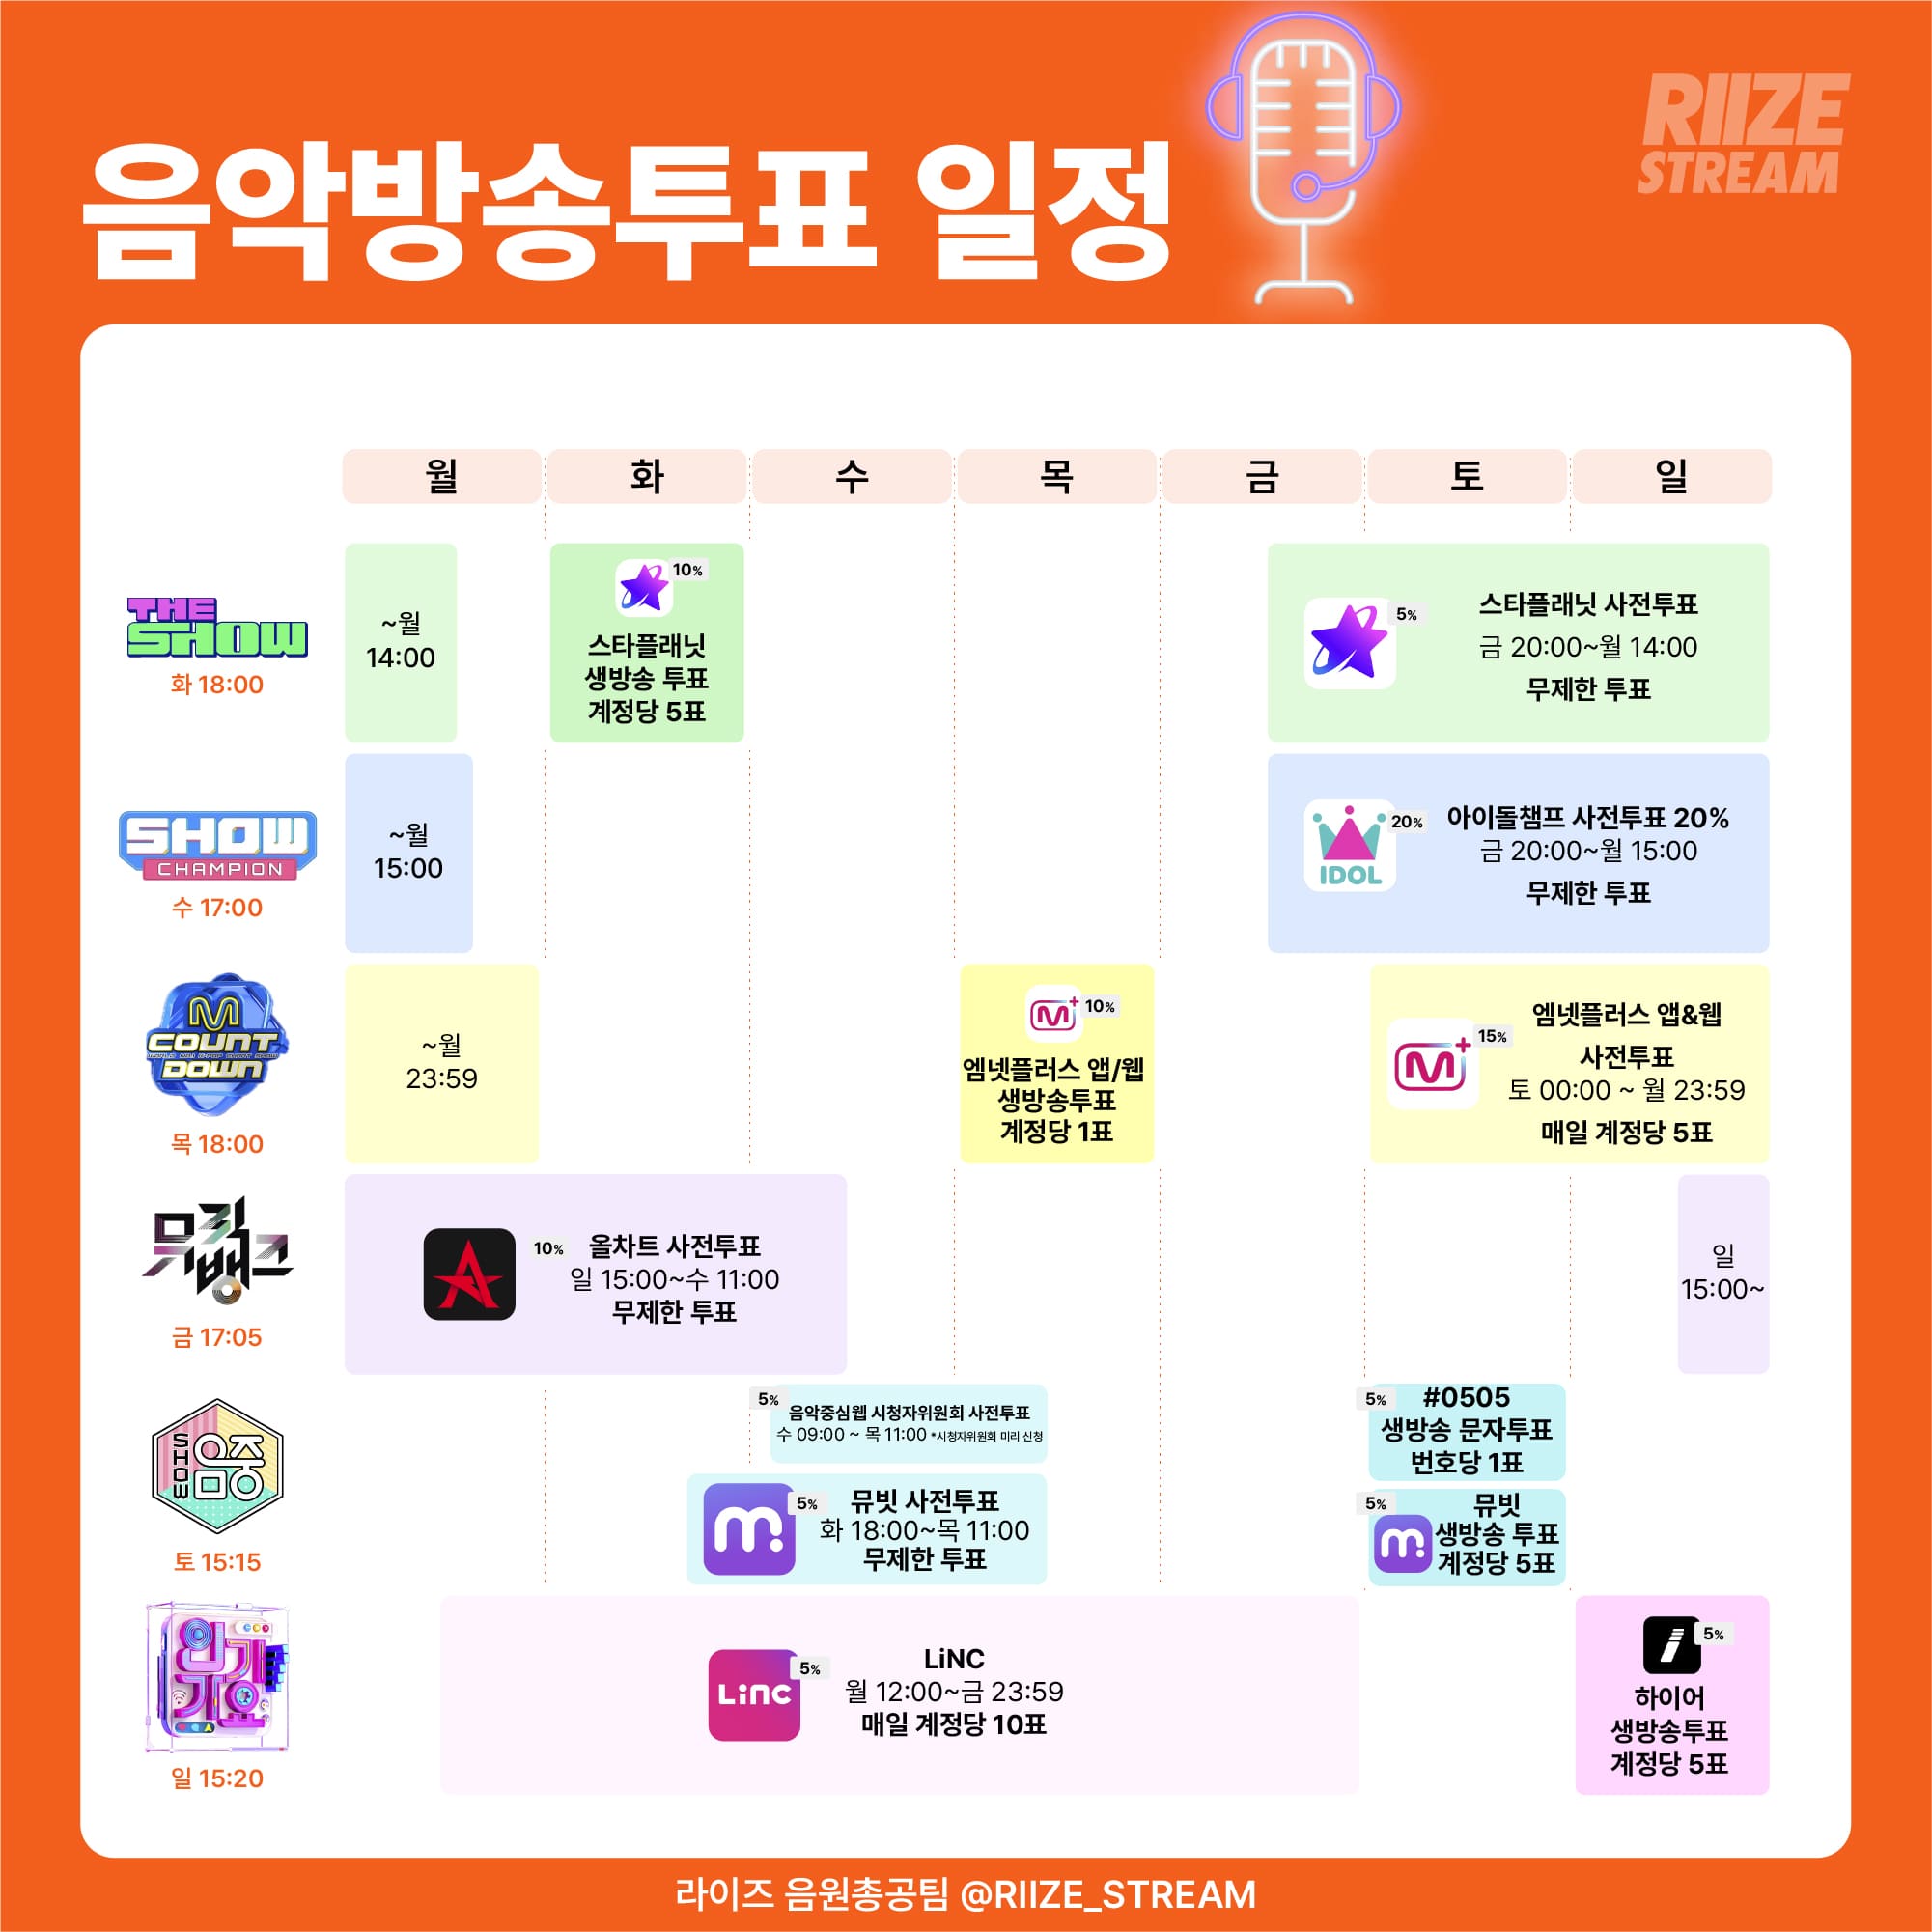 음악방송투표 일정
RIIZE
STREAM
월 화 수 목 금 토 일
THE
SHOW
화 18:00
~월
14:00
10%
스타플래닛
생방송 투표
계정당 5표
5%
스타플래닛 사전투표
금 20:00~월 14:00
무제한 투표
SHOW
CHAMPION
수 17:00
~월
15:00
IDOL
20%
아이돌챔프 사전투표 20%
금 20:00~월 15:00
무제한 투표
M
COUNT
DOWN
목 18:00
~월
23:59
M+
10%
엠넷플러스 앱/웹
생방송투표
계정당 1표
M+
15%
엠넷플러스 앱&웹
사전투표
토 00:00 ~ 월 23:59
매일 계정당 5표
뮤직
뱅크
금 17:05
10%
올차트 사전투표
일 15:00~수 11:00
무제한 투표
일
15:00~
SHOW
음중
토 15:15
5%
음악중심웹 시청자위원회 사전투표
수 09:00 ~ 목 11:00 *시청자위원회 미리 신청
m.
5%
뮤빗 사전투표
화 18:00~목 11:00
무제한 투표
5%
#0505
생방송 문자투표
번호당 1표
5%
m.
뮤빗
생방송 투표
계정당 5표
인기
가요
일 15:20
LiNC
5%
LiNC
월 12:00~금 23:59
매일 계정당 10표
5%
하이어
생방송투표
계정당 5표
라이즈 음원총공팀 @RIIZE_STREAM